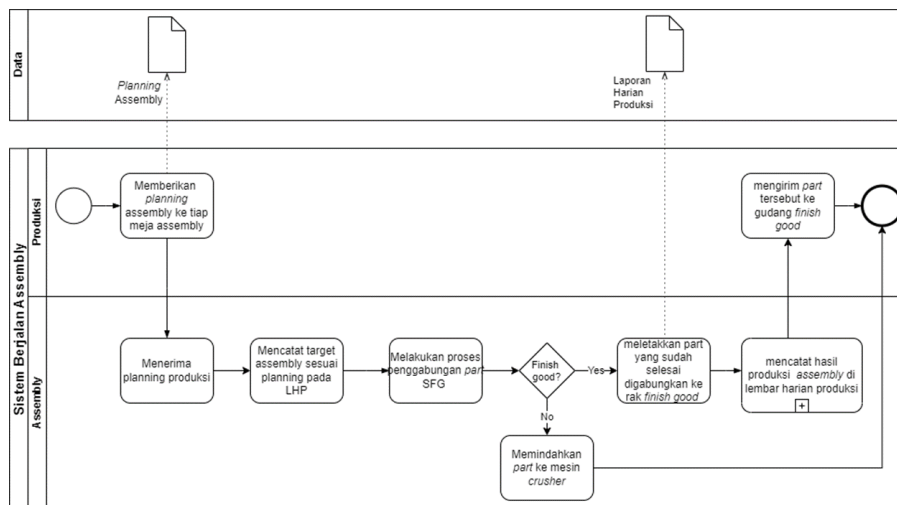 Data
Planning
Assembly
Laporan
Harian
Produksi
Sistem Berjalan Assembly
Produksi
Memberikan
planning
assembly ke tiap
meja assembly
mengirim part
tersebut ke
gudang finish
good
Assembly
Menerima
planning produksi
Mencatat target
assembly sesuai
planning pada
LHP
Melakukan proses
penggabungan part
SFG
Finish
good?
Yes
meletakkan part
yang sudah selesai
digabungkan ke
rak finish good
mencatat hasil
produksi assembly di
lembar harian produksi
No
Memindahkan
part ke mesin
crusher